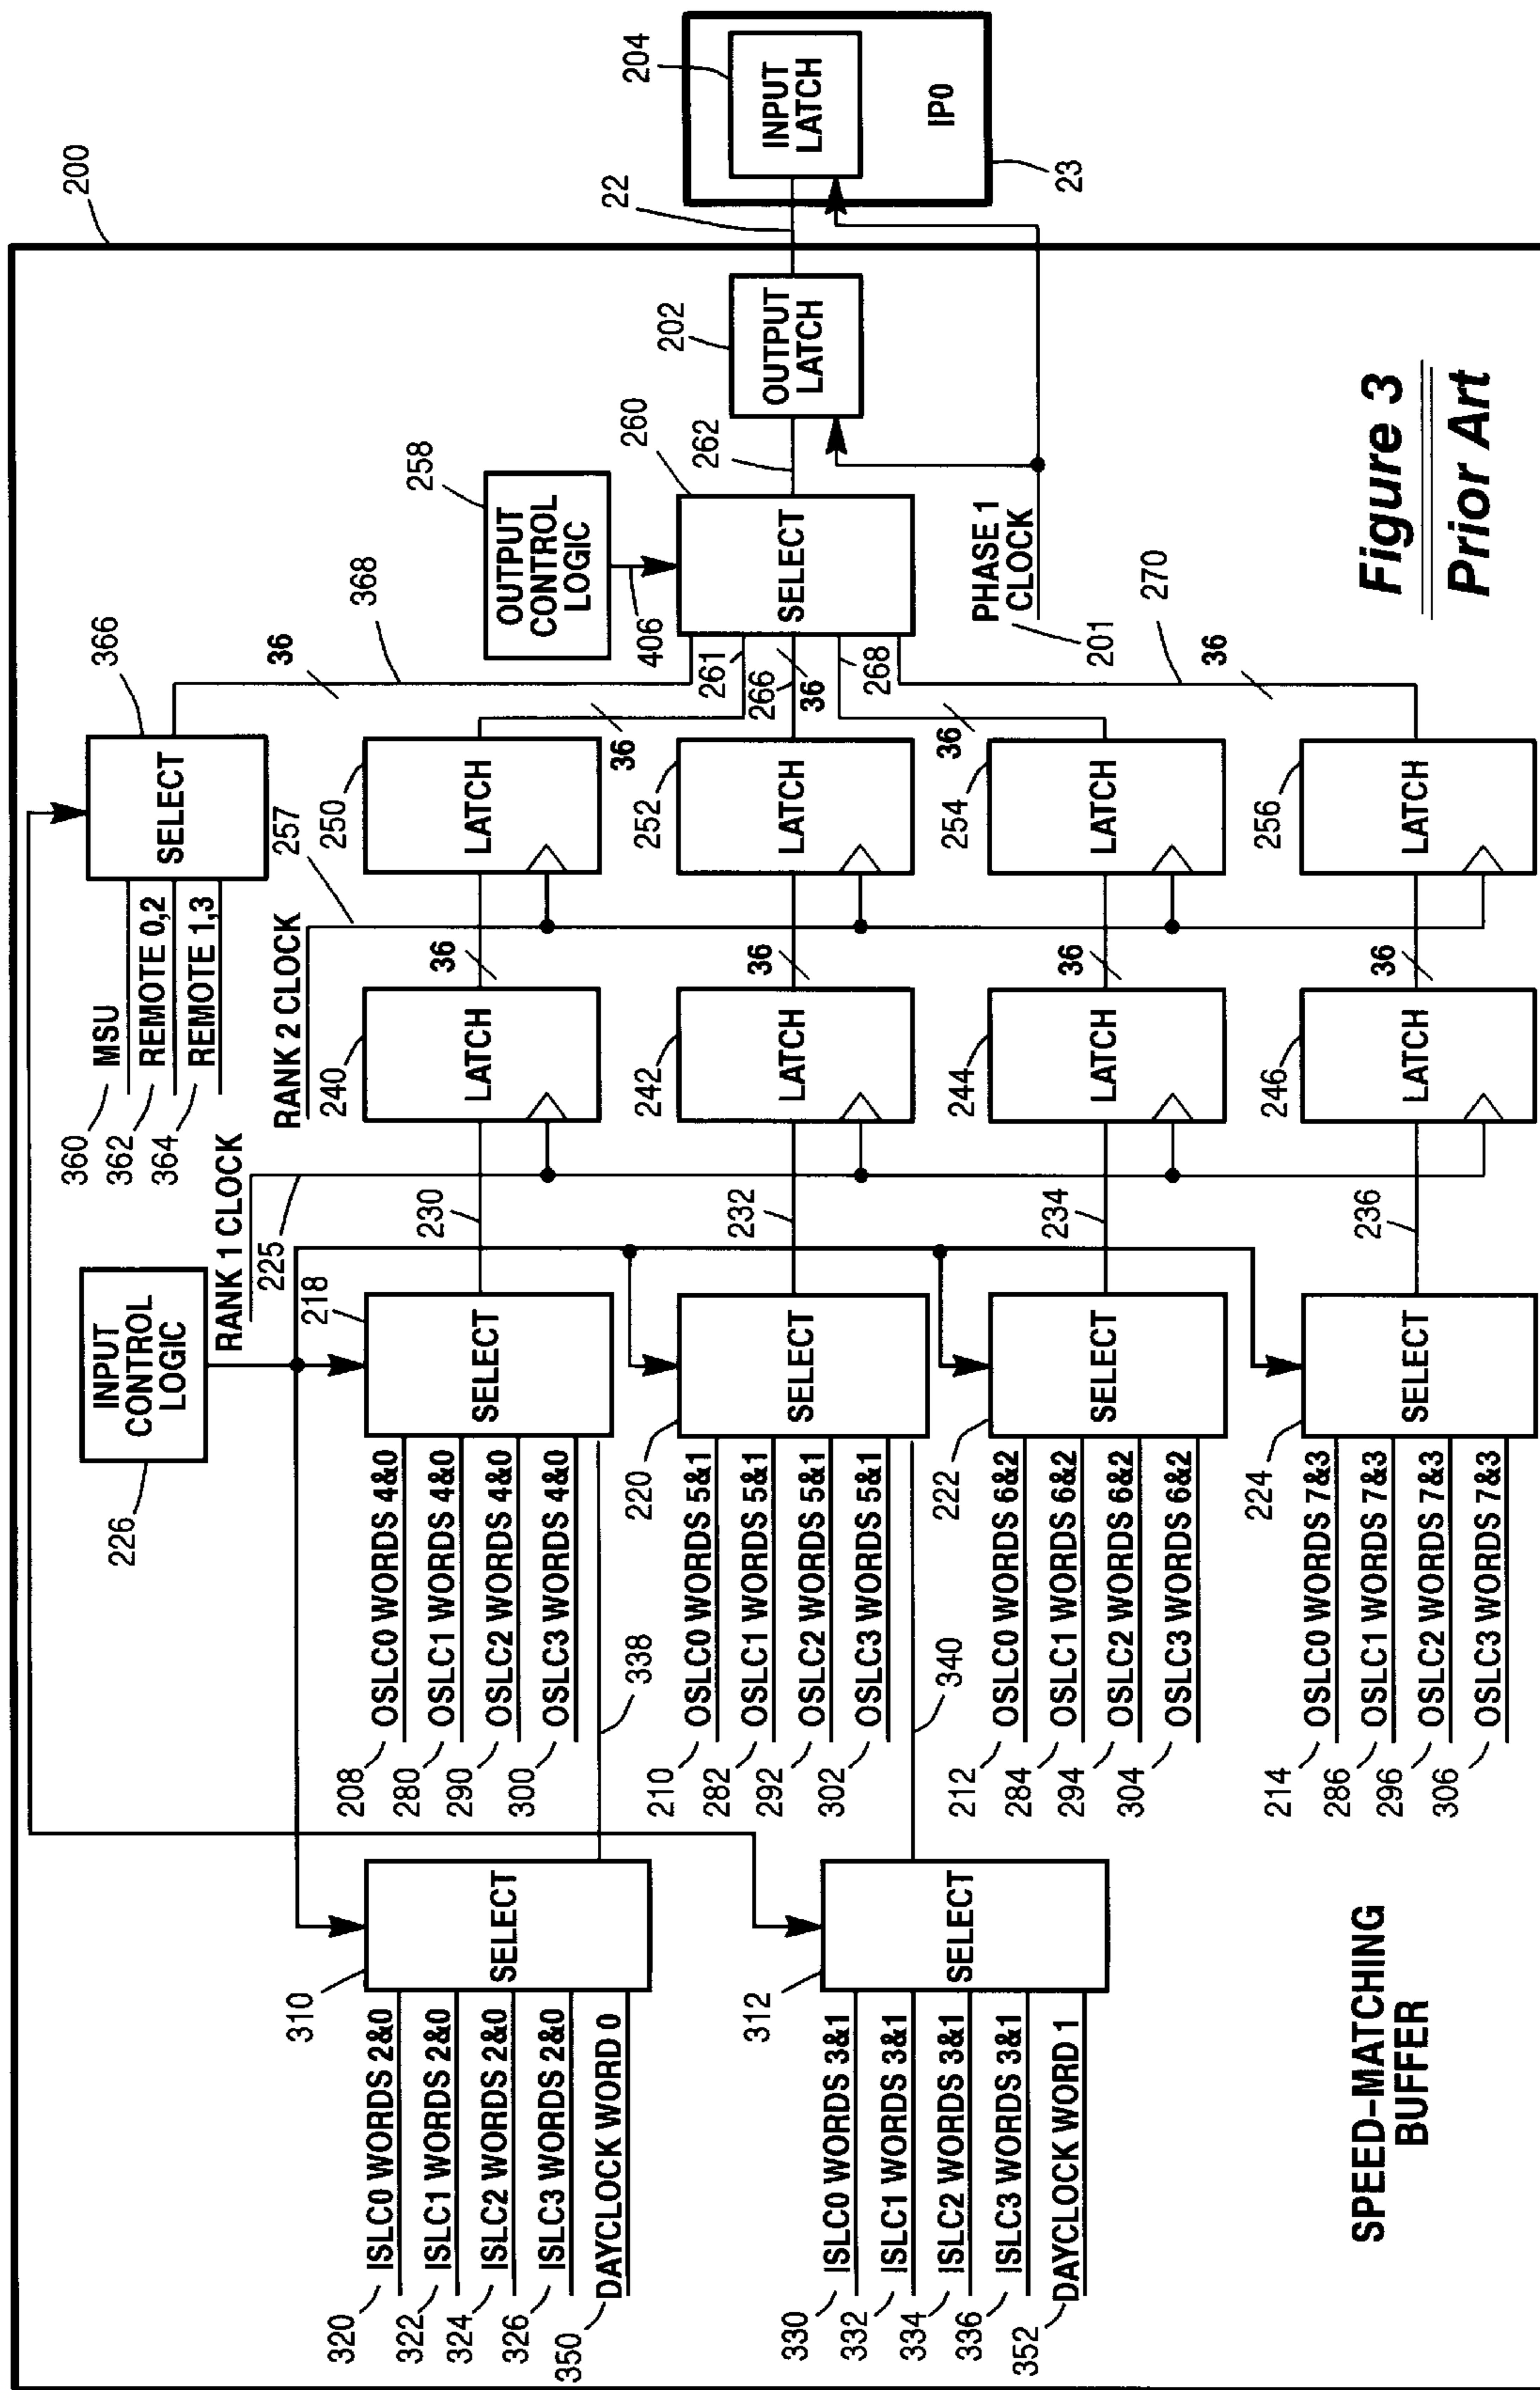 200
226
INPUT
CONTROL
LOGIC
RANK 1 CLOCK
225
360
MSU
362
REMOTE 0,2
364
REMOTE 1,3
366
SELECT
36
368
RANK 2 CLOCK
257
258
OUTPUT
CONTROL
LOGIC
406
310
320
ISLC0 WORDS 2&0
322
ISLC1 WORDS 2&0
324
ISLC2 WORDS 2&0
326
ISLC3 WORDS 2&0
350
DAYCLOCK WORD 0
SELECT
338
208
OSLC0 WORDS 4&0
280
OSLC1 WORDS 4&0
290
OSLC2 WORDS 4&0
300
OSLC3 WORDS 4&0
218
SELECT
230
240
LATCH
36
250
LATCH
36
261
312
330
ISLC0 WORDS 3&1
332
ISLC1 WORDS 3&1
334
ISLC2 WORDS 3&1
336
ISLC3 WORDS 3&1
352
DAYCLOCK WORD 1
SELECT
340
210
OSLC0 WORDS 5&1
282
OSLC1 WORDS 5&1
292
OSLC2 WORDS 5&1
302
OSLC3 WORDS 5&1
220
SELECT
232
242
LATCH
36
252
LATCH
266
36
260
SELECT
262
202
OUTPUT
LATCH
22
204
INPUT
LATCH
IP0
23
212
OSLC0 WORDS 6&2
284
OSLC1 WORDS 6&2
294
OSLC2 WORDS 6&2
304
OSLC3 WORDS 6&2
222
SELECT
234
244
LATCH
36
254
LATCH
36
268
PHASE 1
CLOCK
201
214
OSLC0 WORDS 7&3
286
OSLC1 WORDS 7&3
296
OSLC2 WORDS 7&3
306
OSLC3 WORDS 7&3
224
SELECT
236
246
LATCH
36
256
LATCH
36
270
SPEED-MATCHING
BUFFER
Figure 3
Prior Art